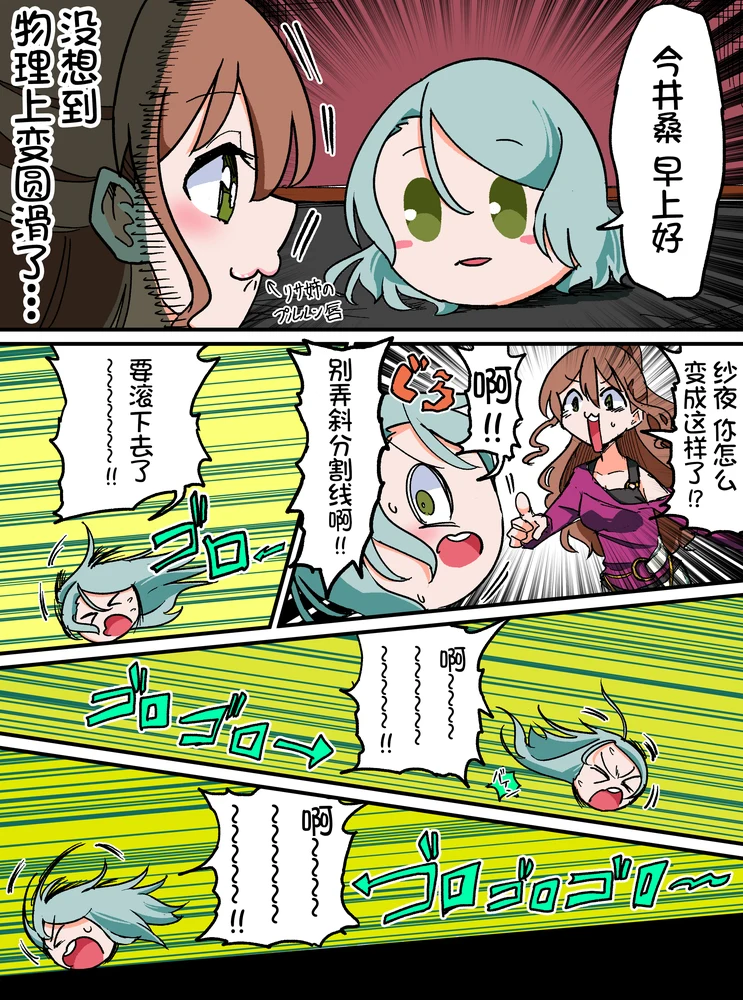 今井桑 早上好
没想到
物理上变圆滑了…
←リサ姉の
プルルン唇
纱夜 你怎么
变成这样了!?
啊!!
ぐろ
别弄斜分割线啊!!
要滚下去了
～～～～～～!!
ゴロ←
啊～～～～
～～～～～～
～～～～!!
ゴロゴロ→
啊～～～～
～～～～～～
～～～～～～
～～～～!!
←ゴロゴロゴロ～